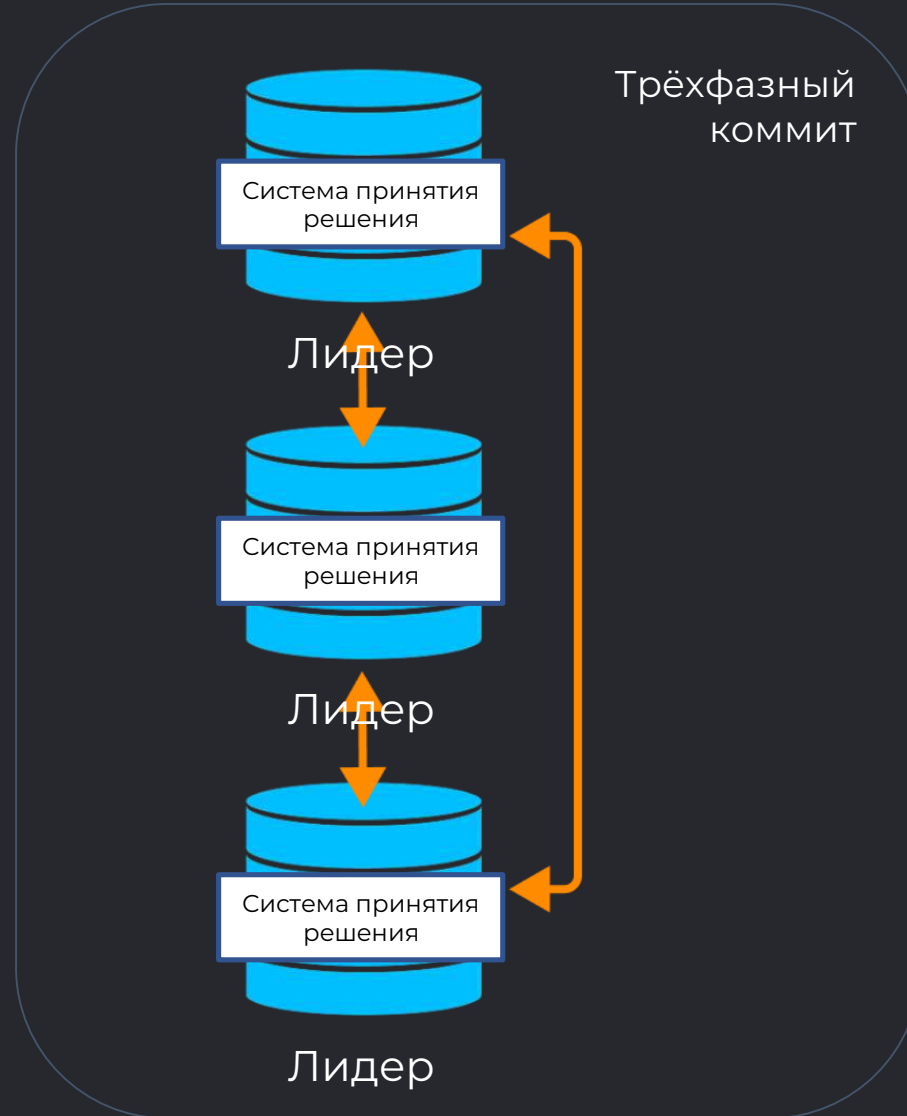 Трёхфазный
коммит
Система принятия
решения
Лидер
Система принятия
решения
Лидер
Система принятия
решения
Лидер